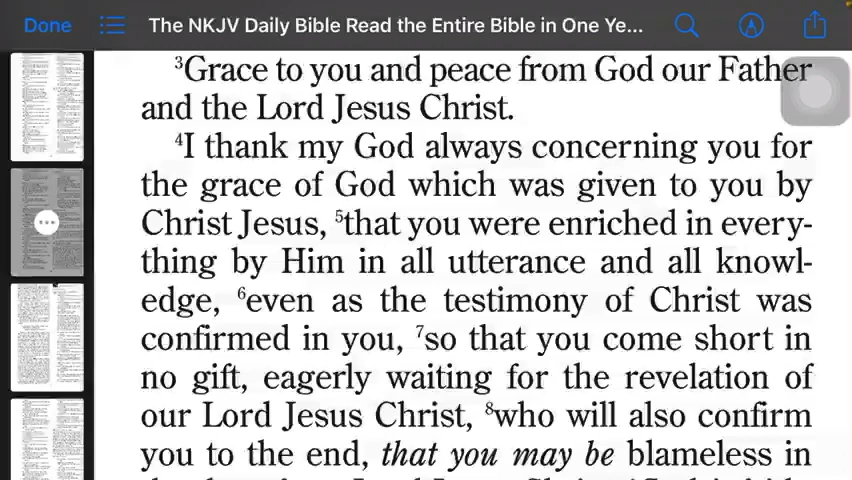 Done The NKJV Daily Bible Read the Entire Bible in One Ye...
³Grace to you and peace from God our Father
and the Lord Jesus Christ.
⁴I thank my God always concerning you for
the grace of God which was given to you by
Christ Jesus, ⁵that you were enriched in every-
thing by Him in all utterance and all knowl-
edge, ⁶even as the testimony of Christ was
confirmed in you, ⁷so that you come short in
no gift, eagerly waiting for the revelation of
our Lord Jesus Christ, ⁸who will also confirm
you to the end, that you may be blameless in